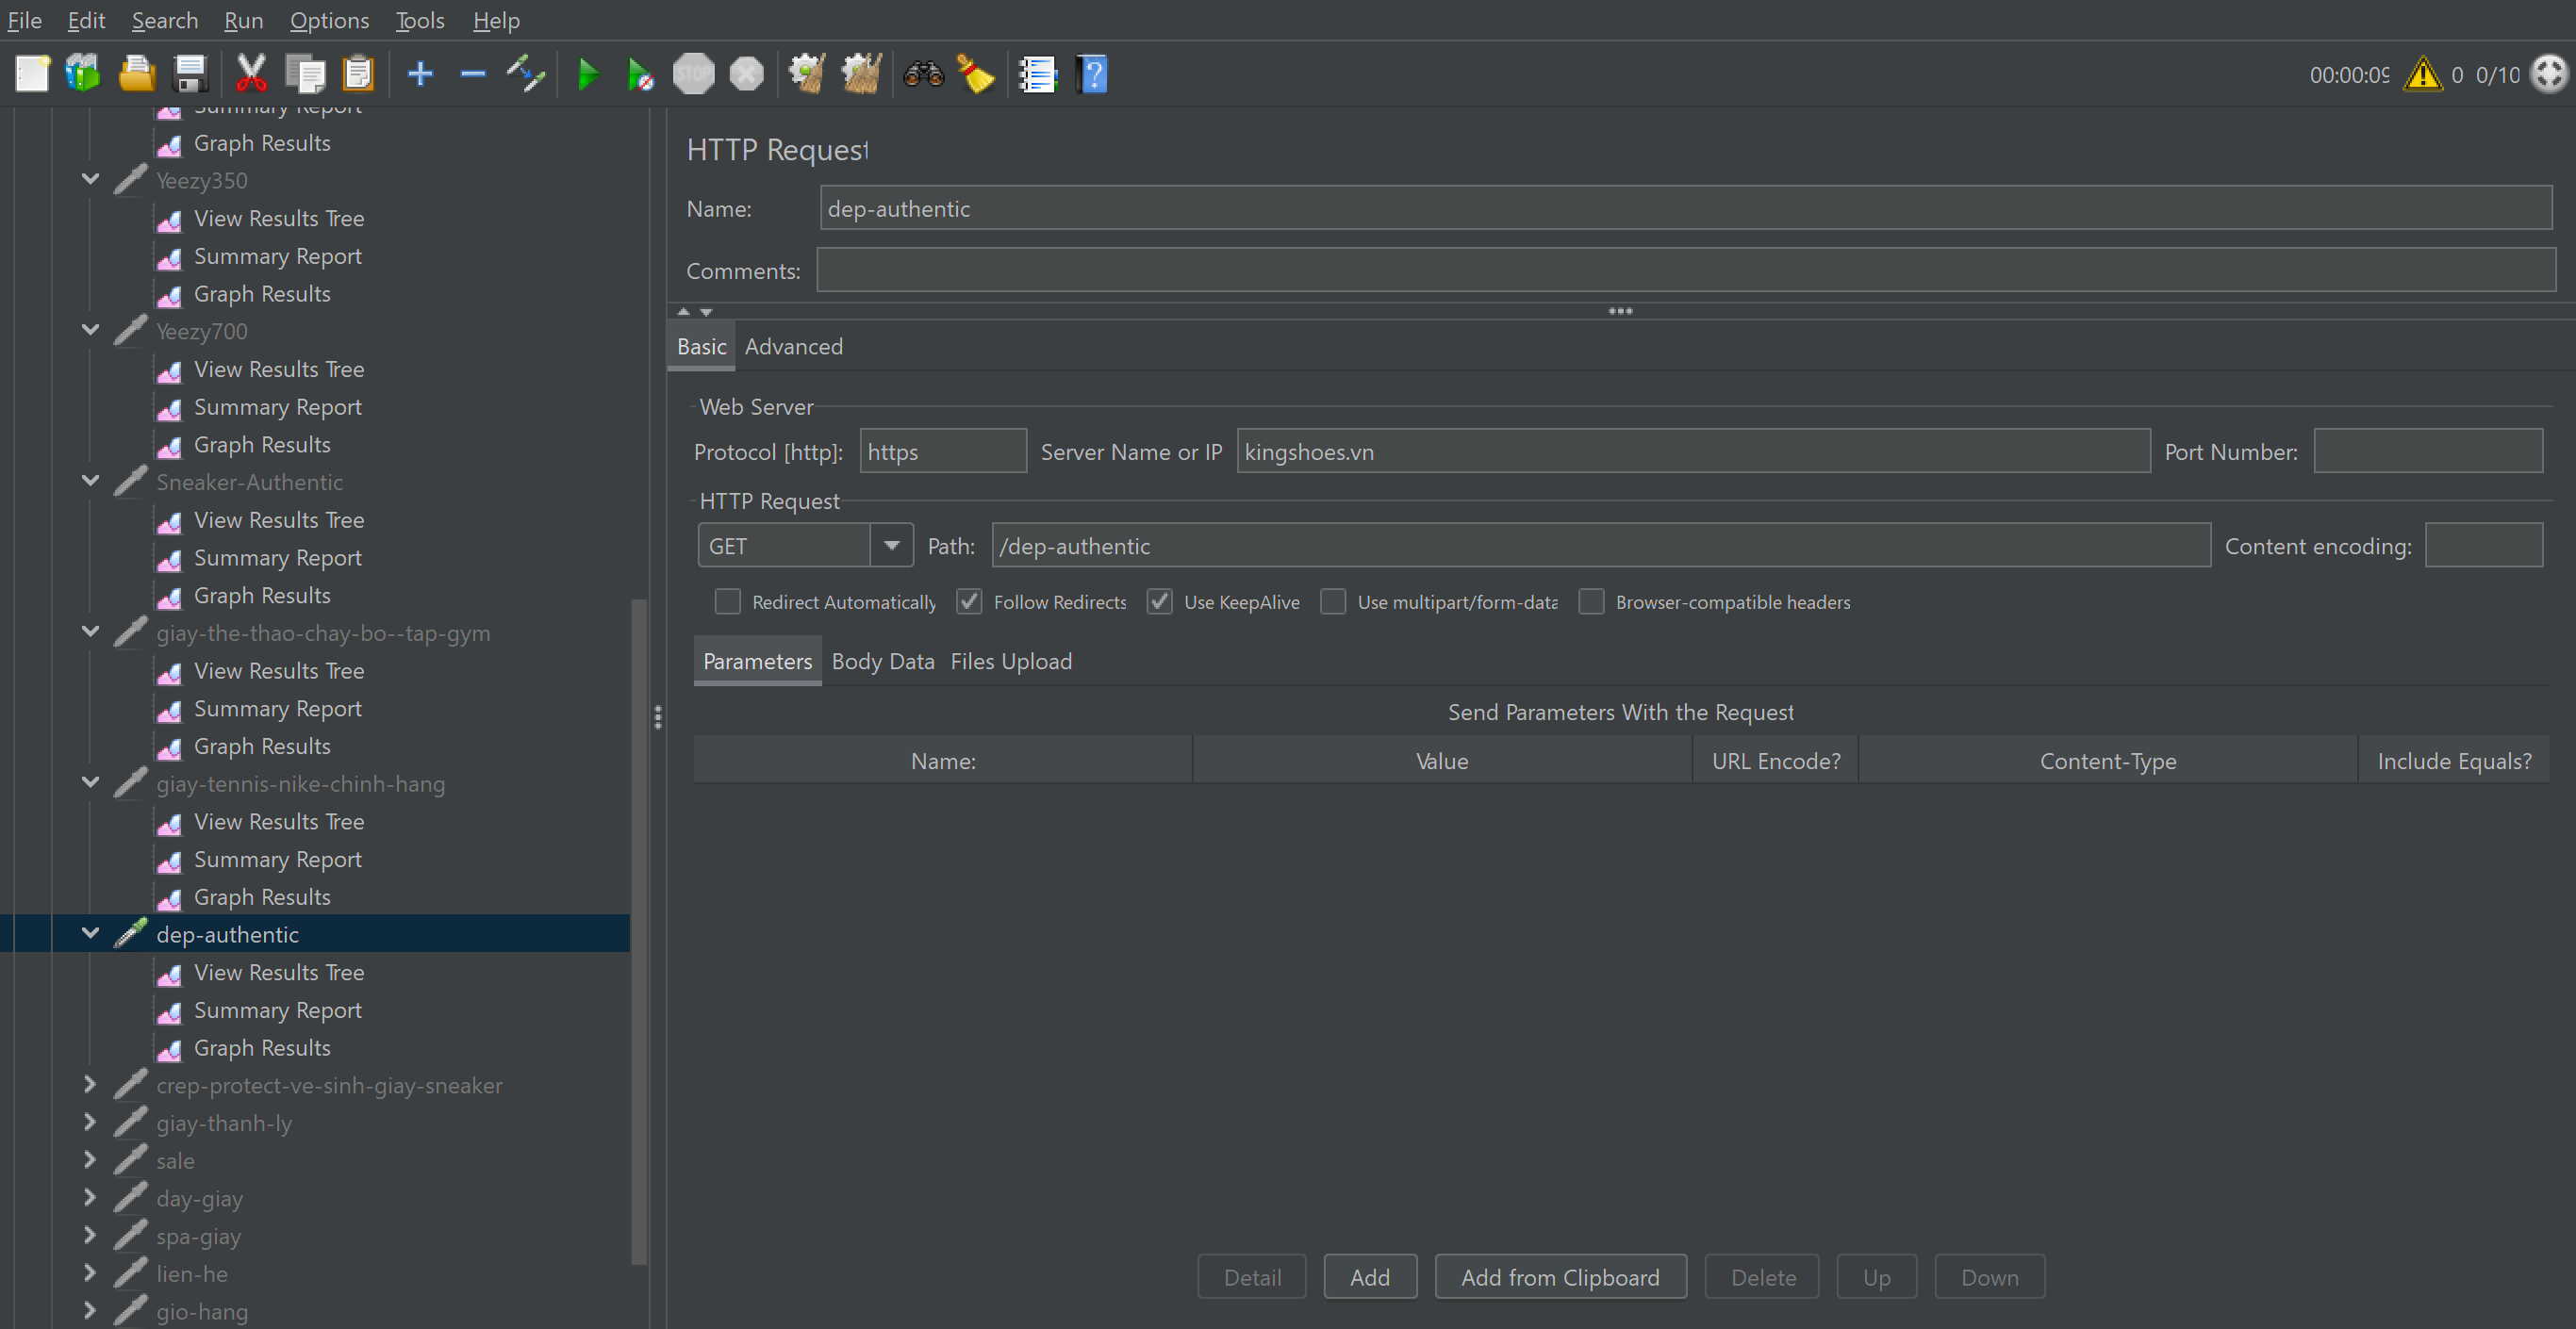 File Edit Search Run Options Tools Help
STOP
00:00:09 0 0/10
Summary Report
Graph Results
Yeezy350
View Results Tree
Summary Report
Graph Results
Yeezy700
View Results Tree
Summary Report
Graph Results
Sneaker-Authentic
View Results Tree
Summary Report
Graph Results
giay-the-thao-chay-bo--tap-gym
View Results Tree
Summary Report
Graph Results
giay-tennis-nike-chinh-hang
View Results Tree
Summary Report
Graph Results
dep-authentic
View Results Tree
Summary Report
Graph Results
crep-protect-ve-sinh-giay-sneaker
giay-thanh-ly
sale
day-giay
spa-giay
lien-he
gio-hang
HTTP Request
Name: dep-authentic
Comments:
Basic Advanced
Web Server
Protocol [http]: https Server Name or IP kingshoes.vn Port Number:
HTTP Request
GET Path: /dep-authentic Content encoding:
Redirect Automatically Follow Redirects Use KeepAlive Use multipart/form-data Browser-compatible headers
Parameters Body Data Files Upload
Send Parameters With the Request
Name: Value URL Encode? Content-Type Include Equals?
Detail Add Add from Clipboard Delete Up Down